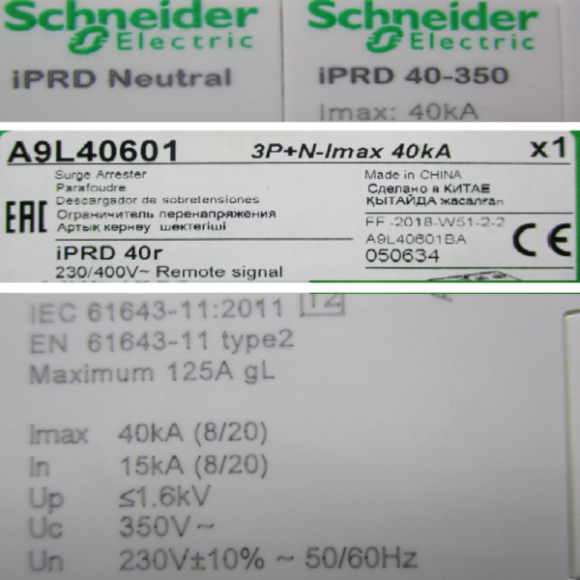 Schneider Electric Schneider Electric
iPRD Neutral iPRD 40-350
Imax: 40kA
A9L40601 3P+N-Imax 40kA x1
Surge Arrester
Parafoudre
Descargador de sobretensiones
Ограничитель перенапряжения
Артық кернеу шектегіші
EAC
Made in CHINA
Сделано в КИТАЕ
ҚЫТАЙДА жасалған
FF-2018-W51-2-2
A9L40601BA
050634
CE
iPRD 40r
230/400V~ Remote signal
IEC 61643-11:2011 T2
EN 61643-11 type2
Maximum 125A gL
Imax 40kA (8/20)
In 15kA (8/20)
Up ≤1.6kV
Uc 350V~
Un 230V±10% ~ 50/60Hz